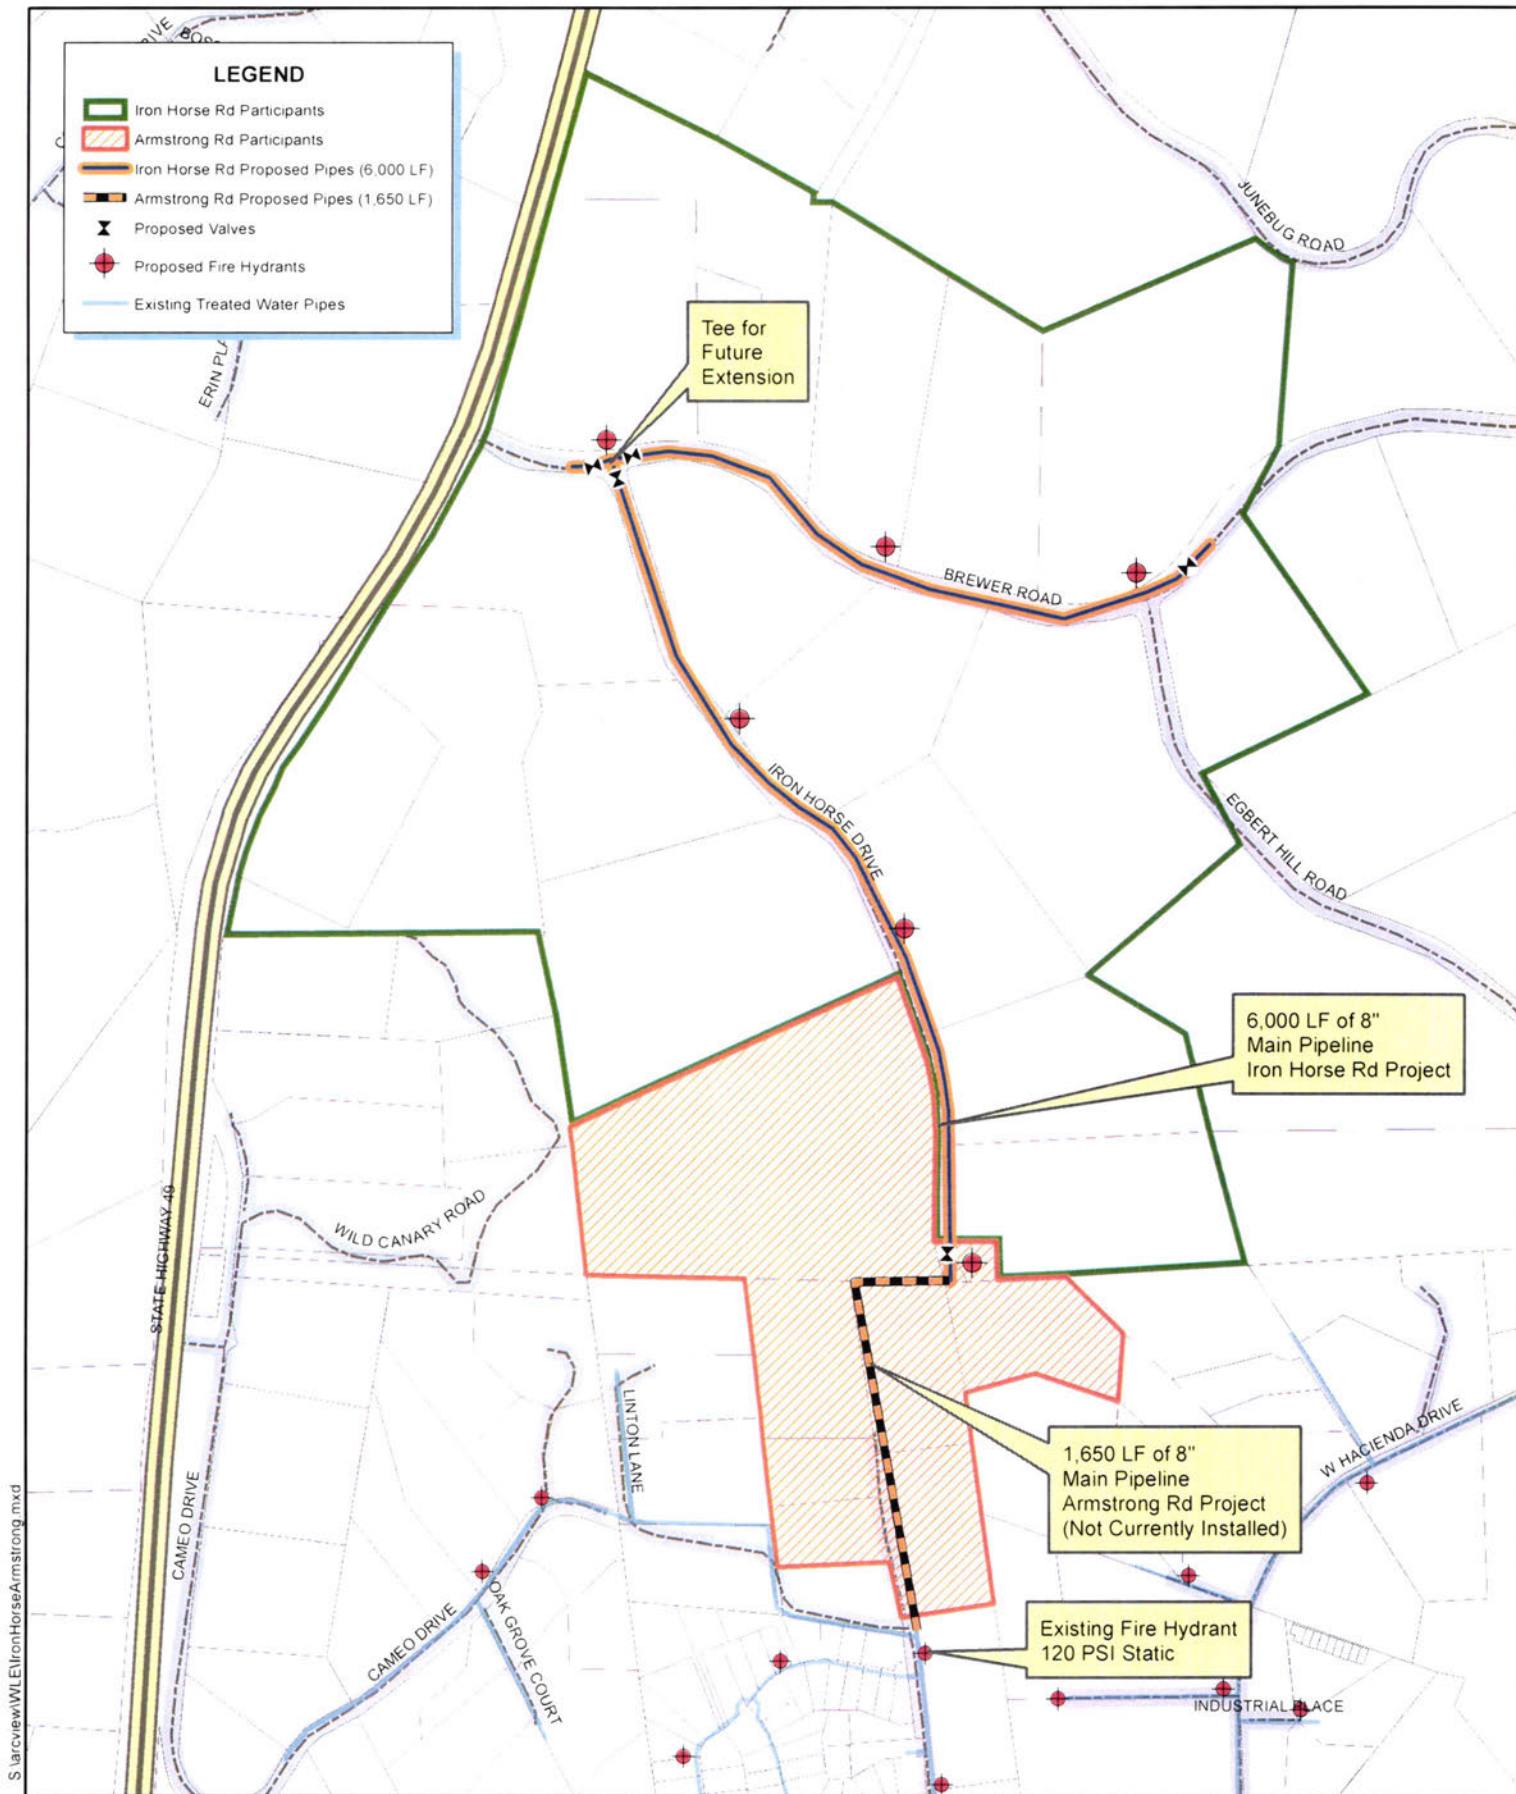 LEGEND
Iron Horse Rd Participants
Armstrong Rd Participants
Iron Horse Rd Proposed Pipes (6,000 LF)
Armstrong Rd Proposed Pipes (1,650 LF)
Proposed Valves
Proposed Fire Hydrants
Existing Treated Water Pipes
JUNEBUG ROAD
Tee for
Future
Extension
BREWER ROAD
IRON HORSE DRIVE
EGBERT HILL ROAD
6,000 LF of 8"
Main Pipeline
Iron Horse Rd Project
STATE HIGHWAY 49
WILD CANARY ROAD
LINTON LANE
W HACIENDA DRIVE
1,650 LF of 8"
Main Pipeline
Armstrong Rd Project
(Not Currently Installed)
CAMEO DRIVE
CAMEO DRIVE
OAK GROVE COURT
Existing Fire Hydrant
120 PSI Static
INDUSTRIAL PLACE
ERIN